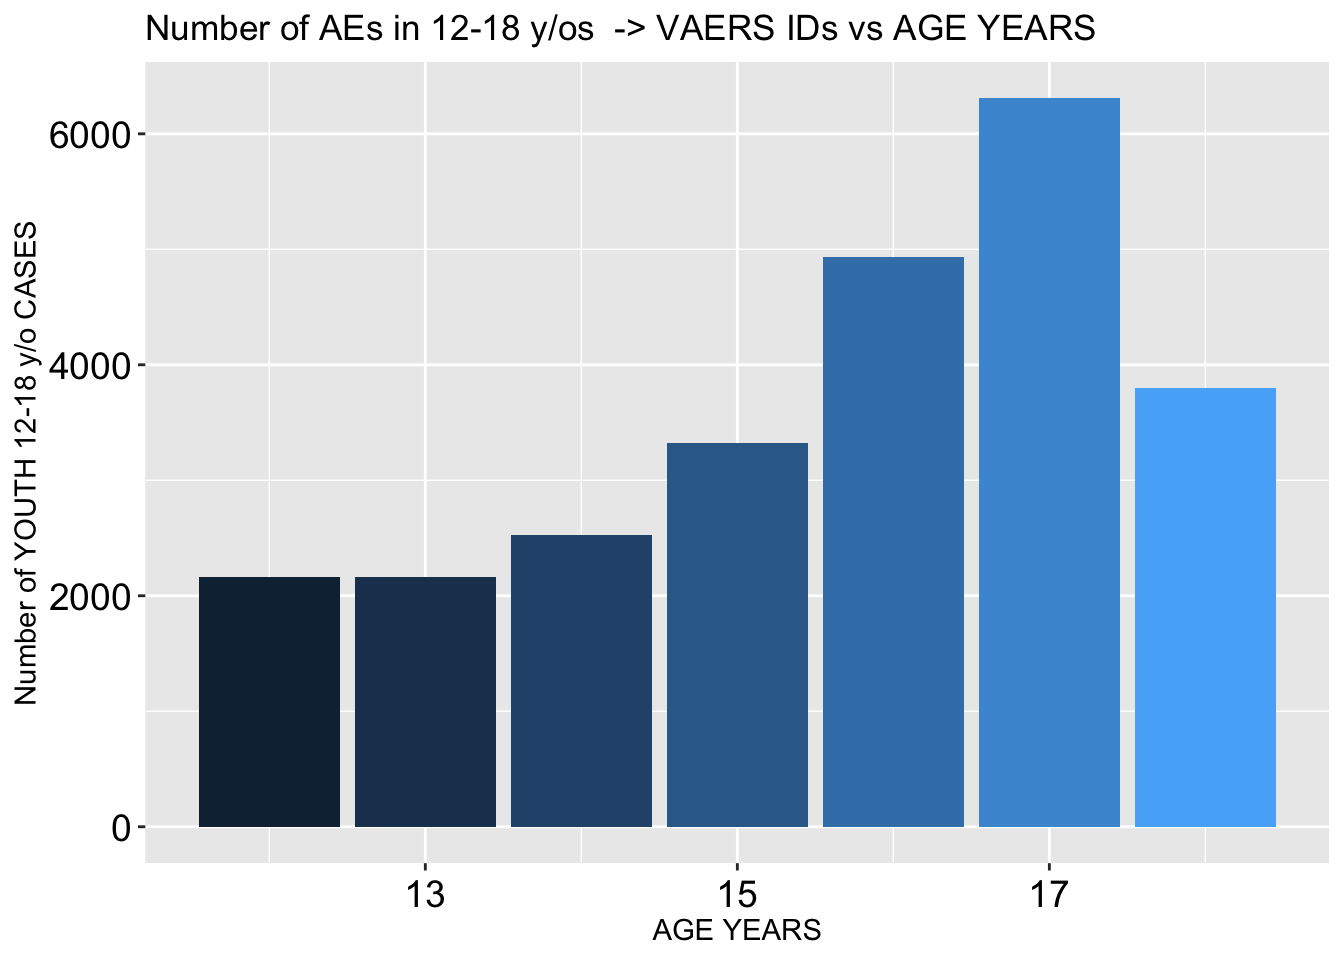 Number of AEs in 12-18 y/os  -> VAERS IDs vs AGE YEARS
Number of YOUTH 12-18 y/o CASES
6000
4000
2000
0
13
15
17
AGE YEARS